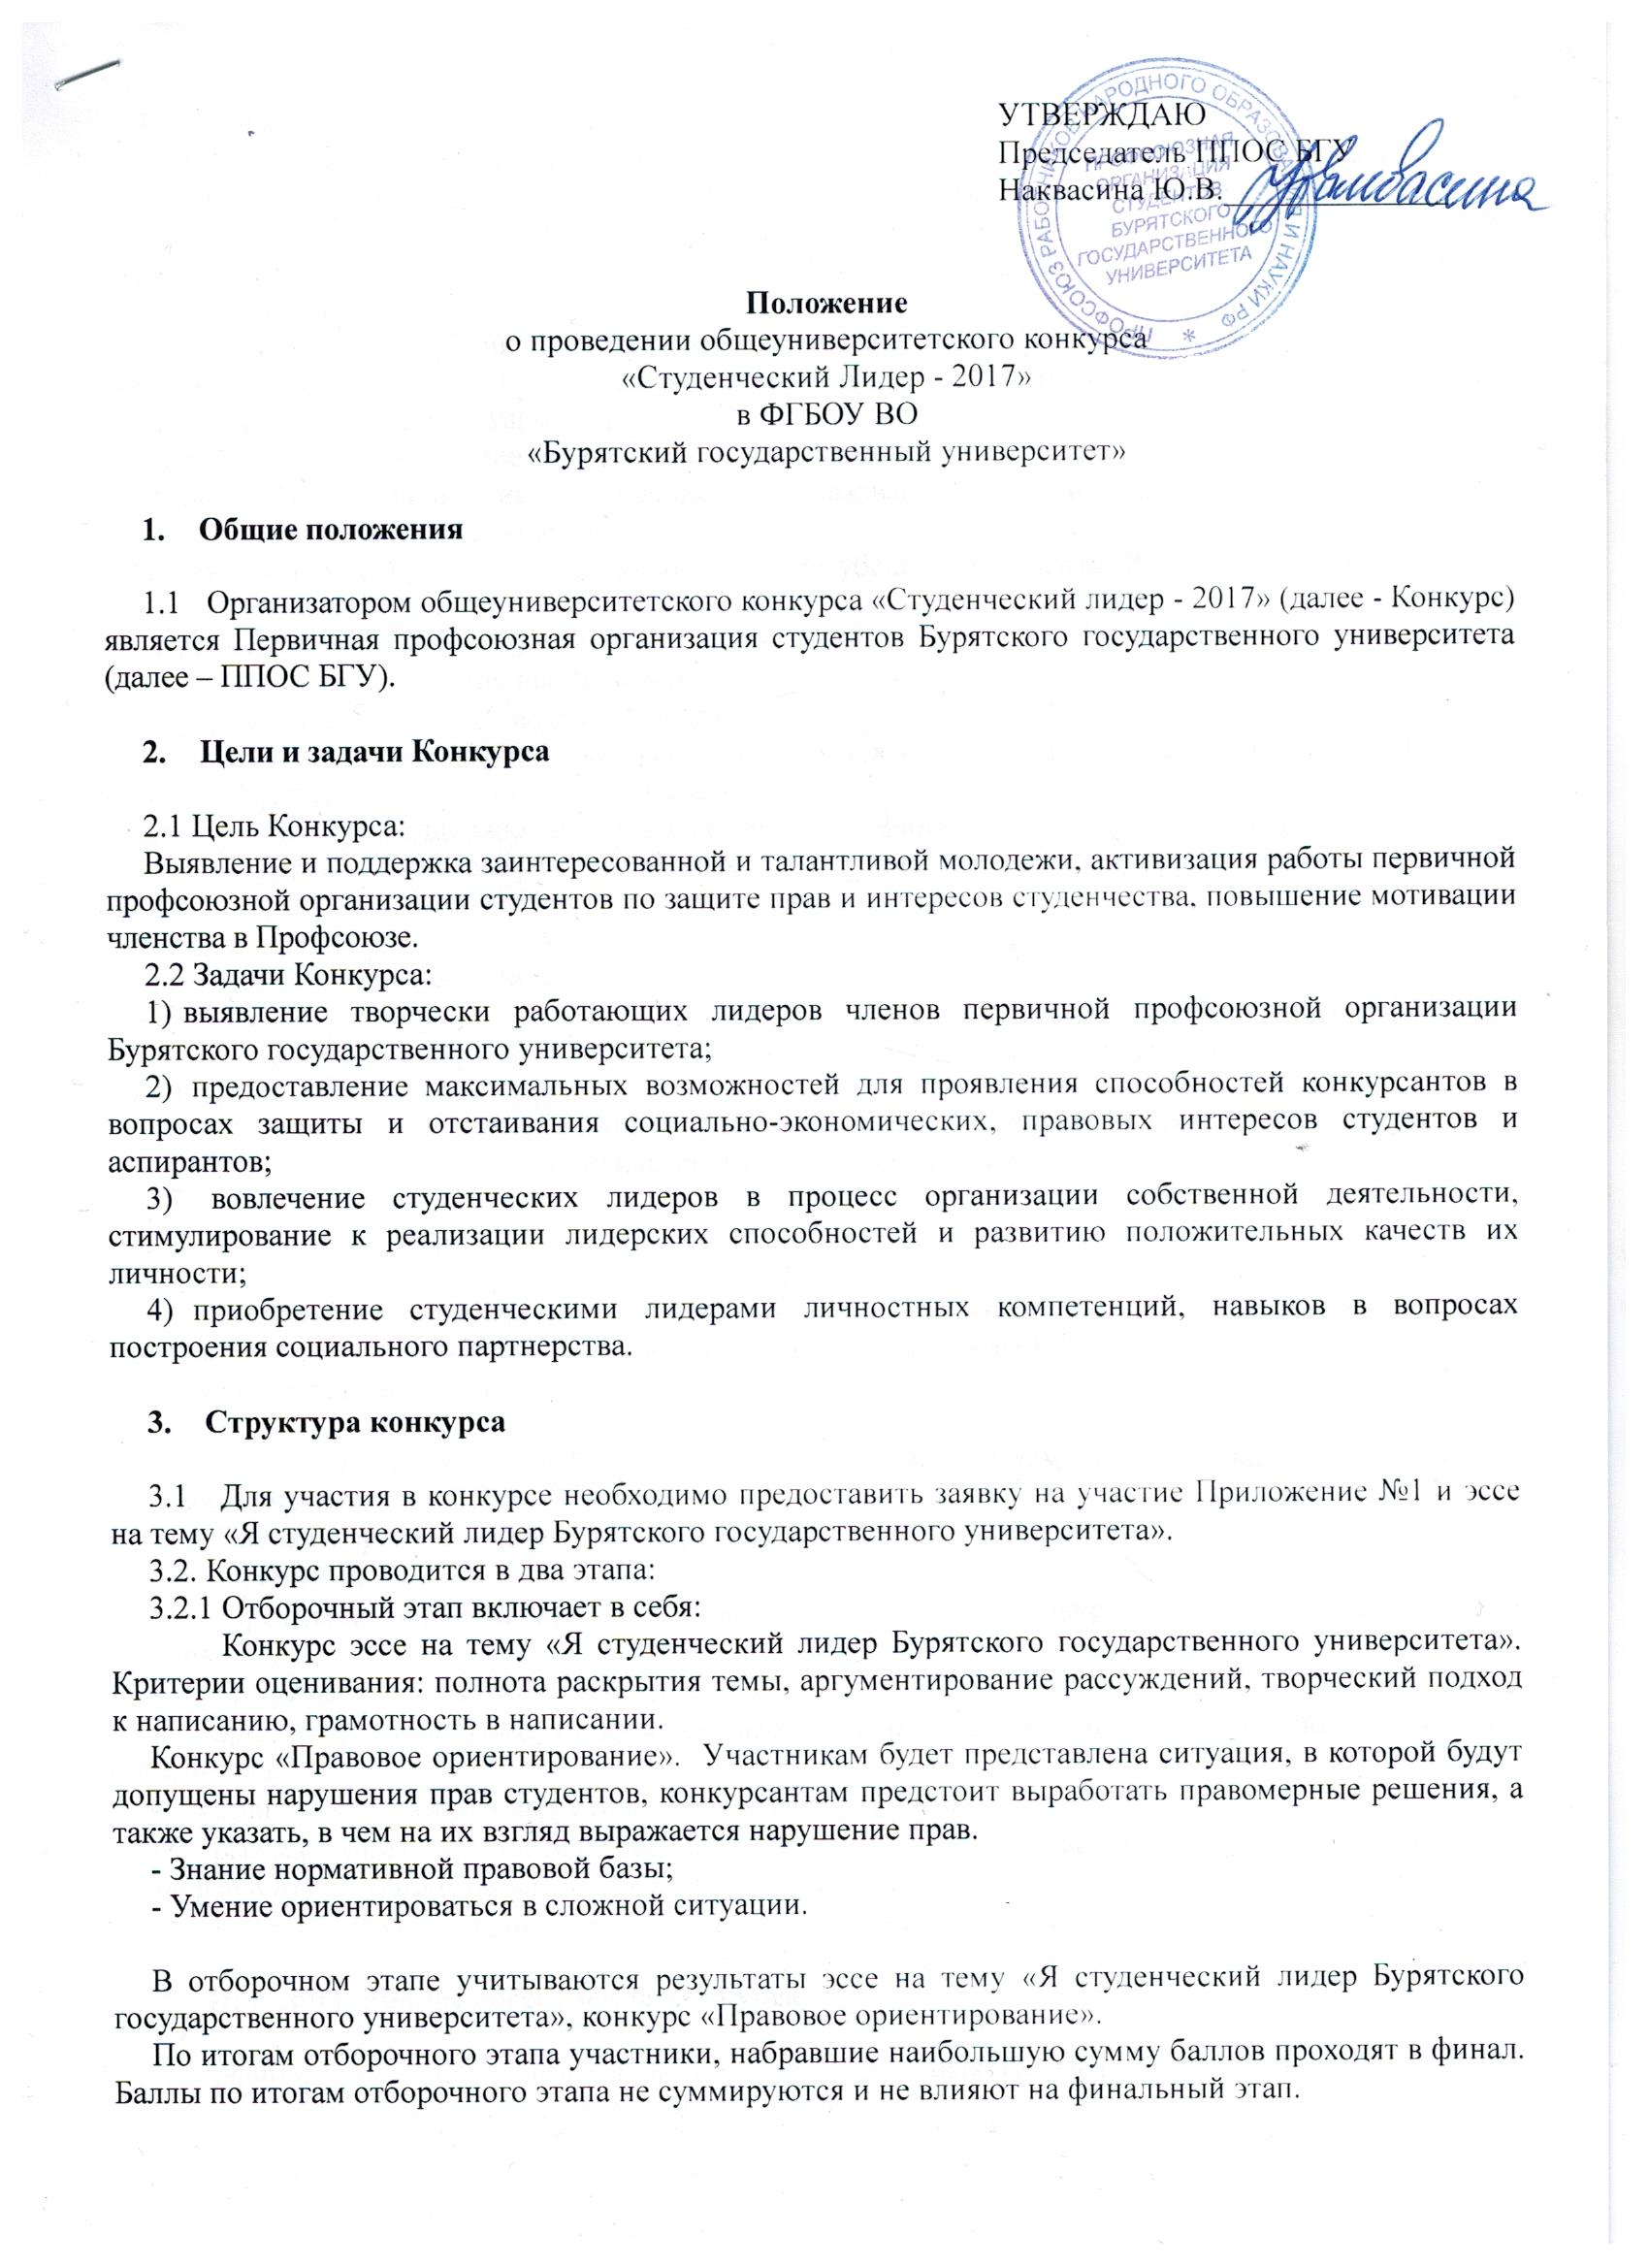 УТВЕРЖДАЮ
Председатель ППОС БГУ
Наквасина Ю.В.
ПРОФСОЮЗ РАБОТНИКОВ НАРОДНОГО ОБРАЗОВАНИЯ И НАУКИ РФ *
ПРОФСОЮЗНАЯ
ОРГАНИЗАЦИЯ
СТУДЕНТОВ
БУРЯТСКОГО
ГОСУДАРСТВЕННОГО
УНИВЕРСИТЕТА
Положение
о проведении общеуниверситетского конкурса
«Студенческий Лидер - 2017»
в ФГБОУ ВО
«Бурятский государственный университет»
1. Общие положения
1.1 Организатором общеуниверситетского конкурса «Студенческий лидер - 2017» (далее - Конкурс)
является Первичная профсоюзная организация студентов Бурятского государственного университета
(далее – ППОС БГУ).
2. Цели и задачи Конкурса
2.1 Цель Конкурса:
Выявление и поддержка заинтересованной и талантливой молодежи, активизация работы первичной
профсоюзной организации студентов по защите прав и интересов студенчества, повышение мотивации
членства в Профсоюзе.
2.2 Задачи Конкурса:
1) выявление творчески работающих лидеров членов первичной профсоюзной организации
Бурятского государственного университета;
2) предоставление максимальных возможностей для проявления способностей конкурсантов в
вопросах защиты и отстаивания социально-экономических, правовых интересов студентов и
аспирантов;
3) вовлечение студенческих лидеров в процесс организации собственной деятельности,
стимулирование к реализации лидерских способностей и развитию положительных качеств их
личности;
4) приобретение студенческими лидерами личностных компетенций, навыков в вопросах
построения социального партнерства.
3. Структура конкурса
3.1 Для участия в конкурсе необходимо предоставить заявку на участие Приложение №1 и эссе
на тему «Я студенческий лидер Бурятского государственного университета».
3.2. Конкурс проводится в два этапа:
3.2.1 Отборочный этап включает в себя:
Конкурс эссе на тему «Я студенческий лидер Бурятского государственного университета».
Критерии оценивания: полнота раскрытия темы, аргументирование рассуждений, творческий подход
к написанию, грамотность в написании.
Конкурс «Правовое ориентирование». Участникам будет представлена ситуация, в которой будут
допущены нарушения прав студентов, конкурсантам предстоит выработать правомерные решения, а
также указать, в чем на их взгляд выражается нарушение прав.
- Знание нормативной правовой базы;
- Умение ориентироваться в сложной ситуации.
В отборочном этапе учитываются результаты эссе на тему «Я студенческий лидер Бурятского
государственного университета», конкурс «Правовое ориентирование».
По итогам отборочного этапа участники, набравшие наибольшую сумму баллов проходят в финал.
Баллы по итогам отборочного этапа не суммируются и не влияют на финальный этап.